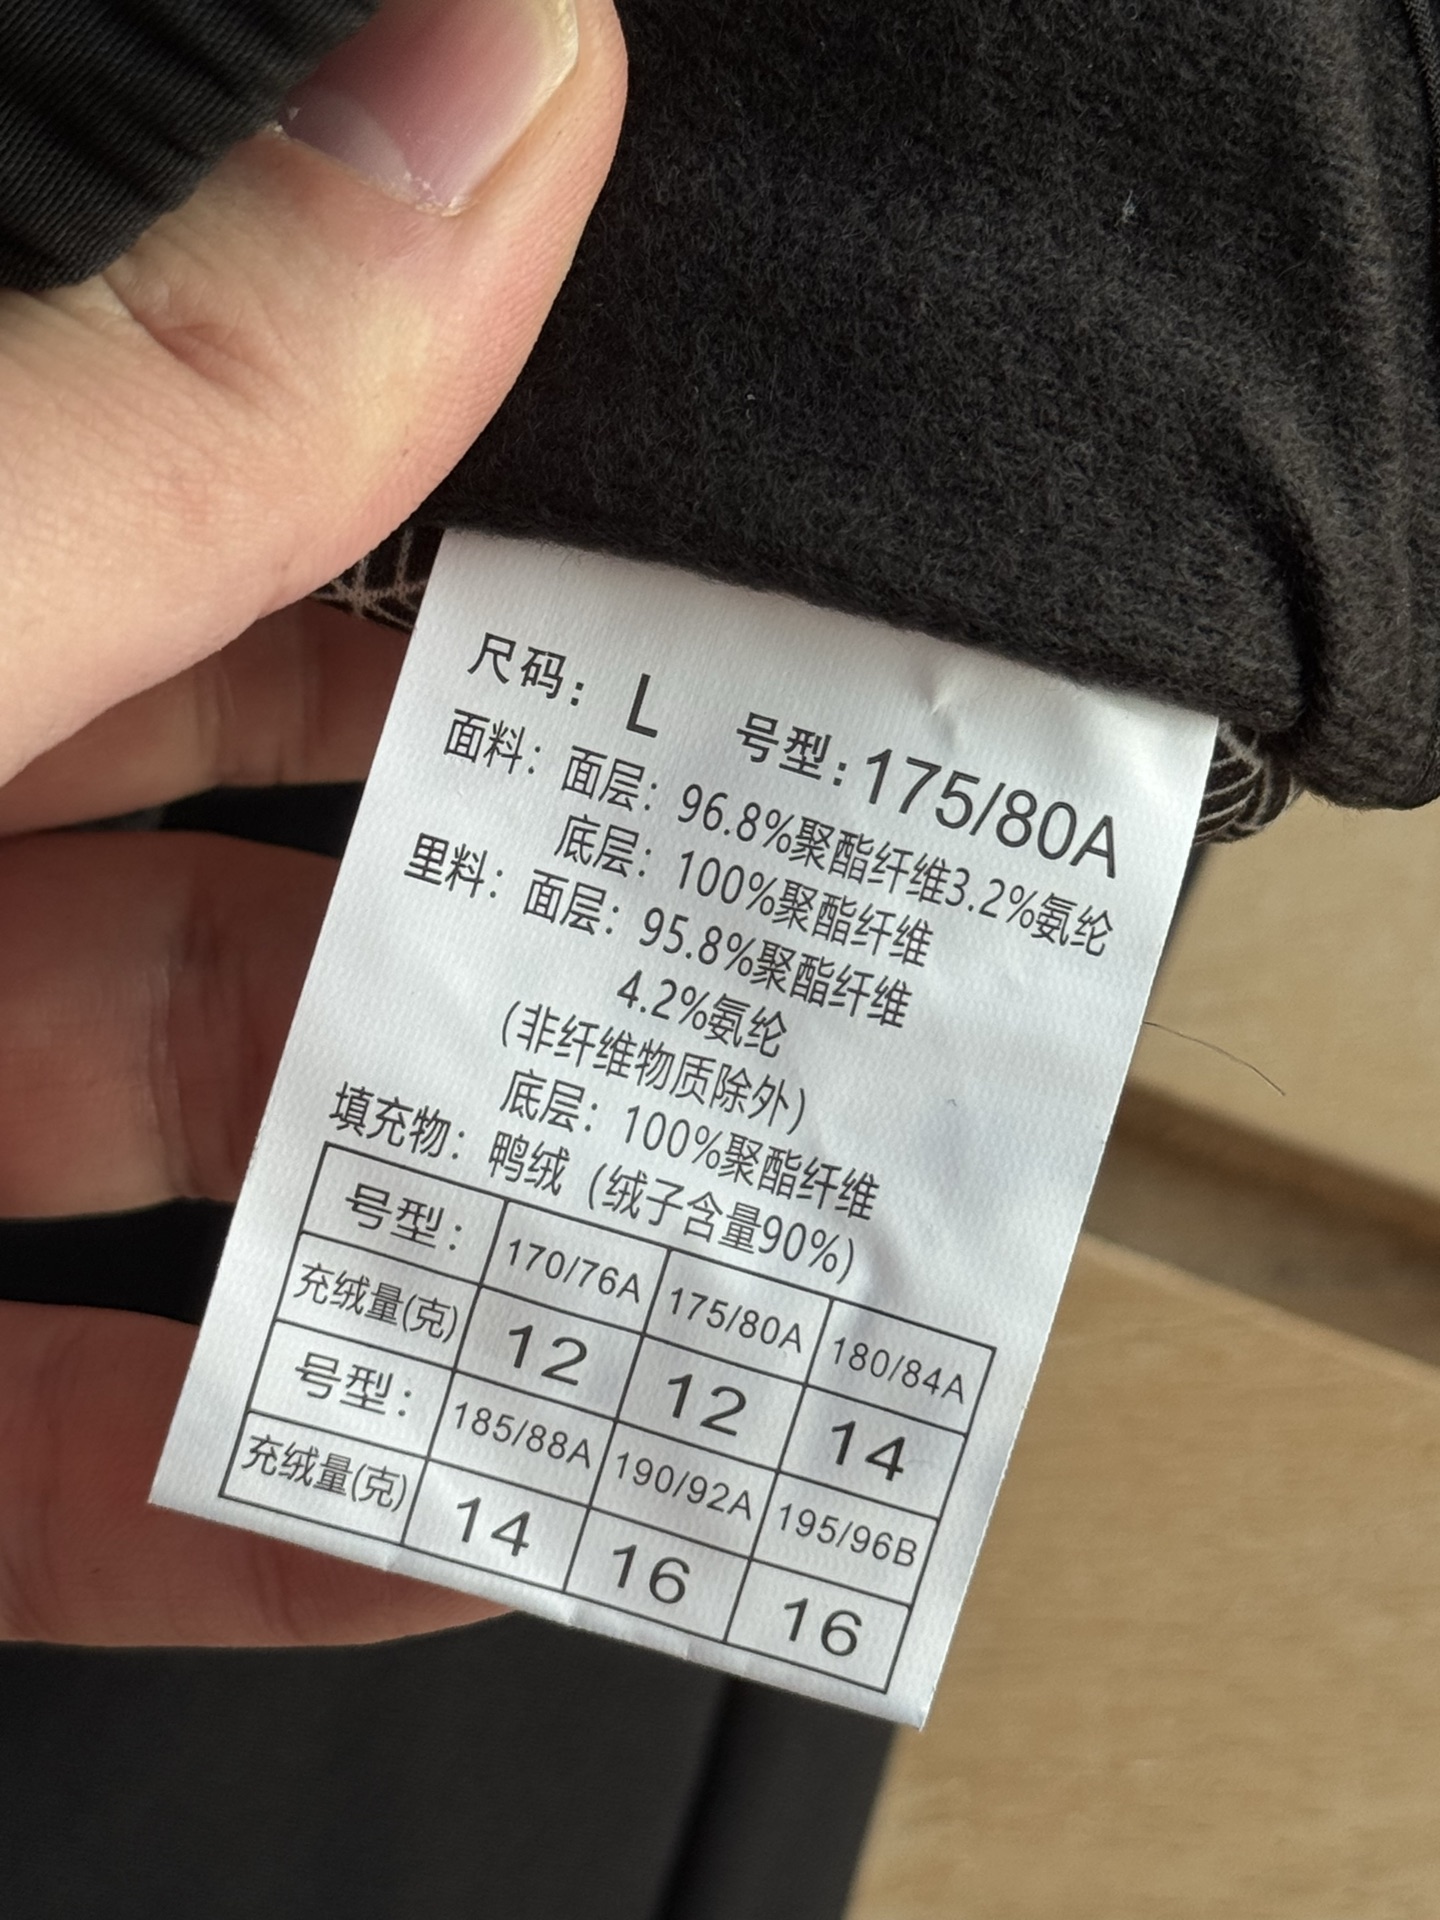 尺码：L 号型：175/80A
面料：面层：96.8%聚酯纤维3.2%氨纶
底层：100%聚酯纤维
里料：面层：95.8%聚酯纤维
4.2%氨纶
(非纤维物质除外)
底层：100%聚酯纤维
填充物：鸭绒（绒子含量90%）
号型： 170/76A 175/80A 180/84A
充绒量(克) 12 12 14
号型： 185/88A 190/92A 195/96B
充绒量(克) 14 16 16